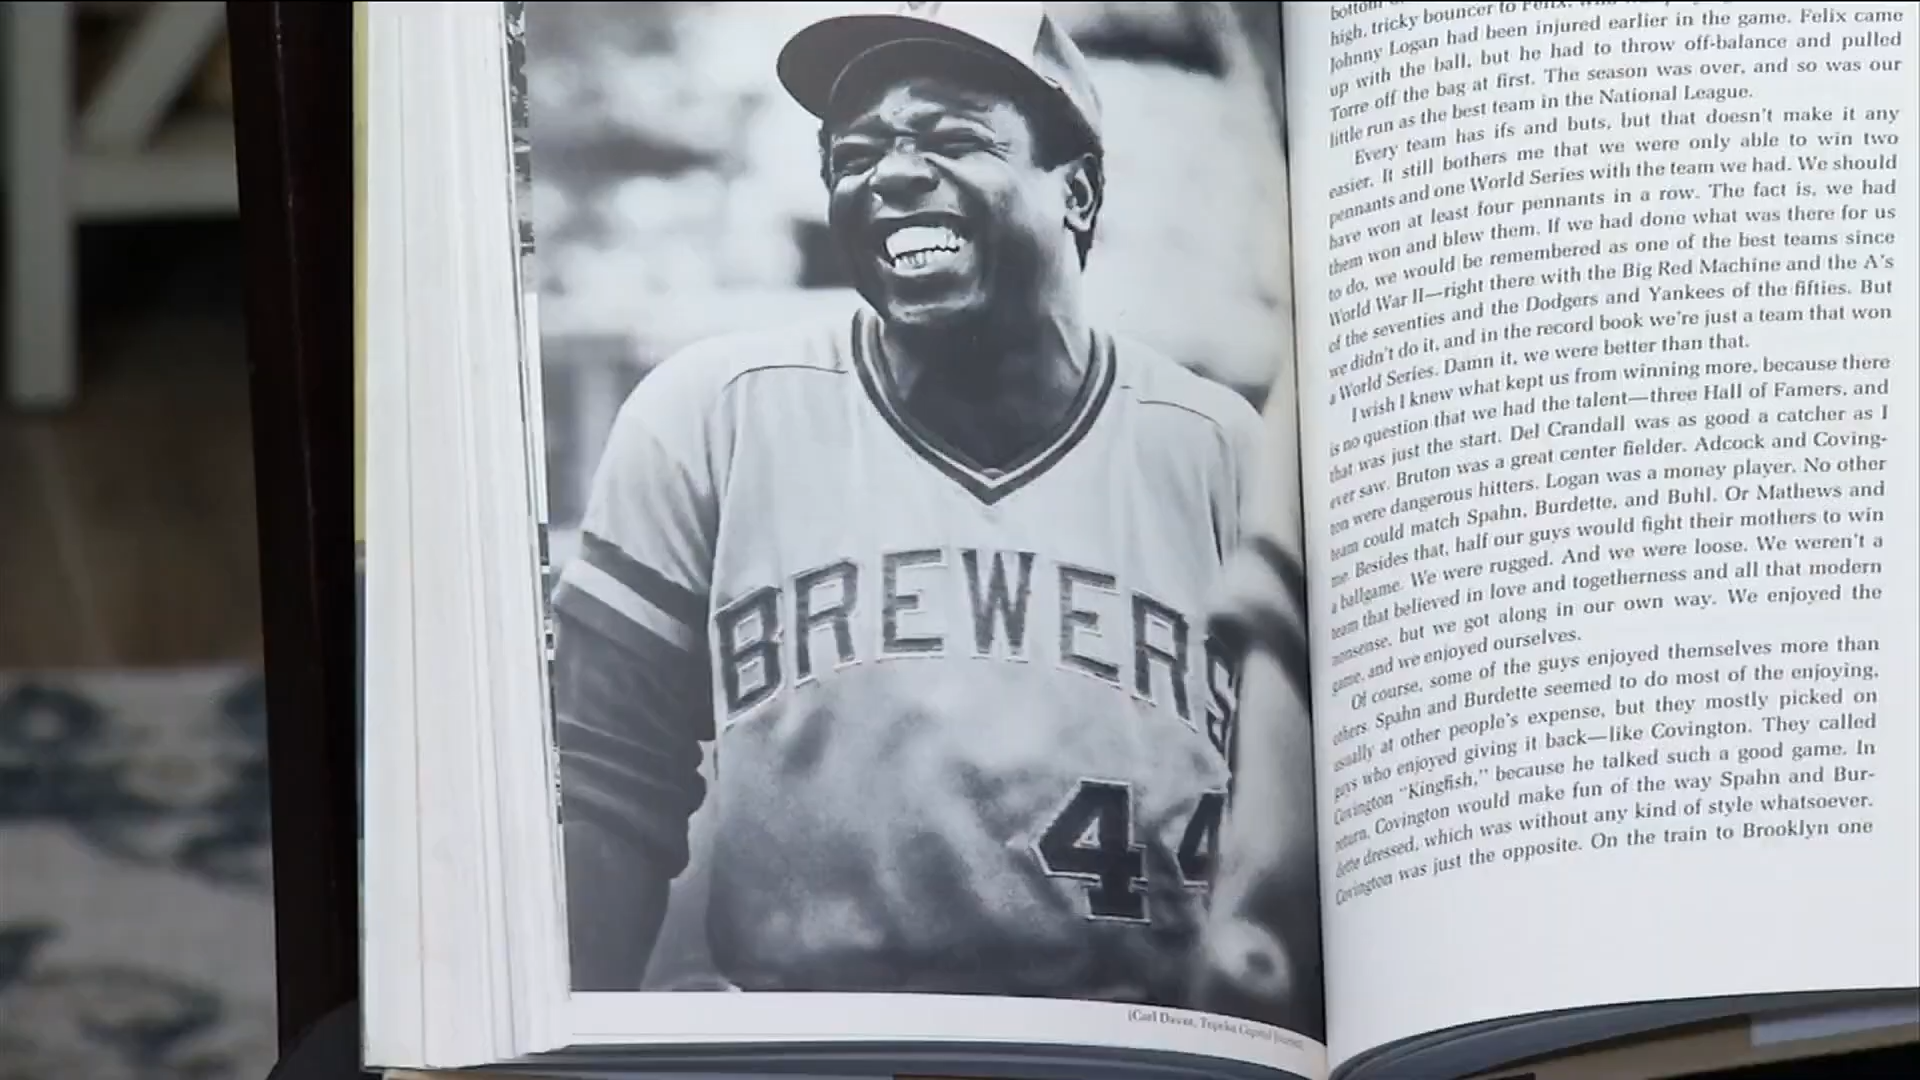 BREWERS
44
(Carl Davaz, Topeka Capital Journal)
bottom
high, tricky bouncer to Felix,
Johnny Logan had been injured earlier in the game. Felix came
up with the ball, but he had to throw off-balance and pulled
Torre off the bag at first. The season was over, and so was our
little run as the best team in the National League.
Every team has ifs and buts, but that doesn't make it any
easier. It still bothers me that we were only able to win two
pennants and one World Series with the team we had. We should
have won at least four pennants in a row. The fact is, we had
them won and blew them. If we had done what was there for us
to do, we would be remembered as one of the best teams since
World War II—right there with the Big Red Machine and the A's
of the seventies and the Dodgers and Yankees of the fifties. But
we didn't do it, and in the record book we're just a team that won
a World Series. Damn it, we were better than that.
I wish I knew what kept us from winning more, because there
is no question that we had the talent—three Hall of Famers, and
that was just the start. Del Crandall was as good a catcher as I
ever saw. Bruton was a great center fielder. Adcock and Coving-
ton were dangerous hitters. Logan was a money player. No other
team could match Spahn, Burdette, and Buhl. Or Mathews and
me. Besides that, half our guys would fight their mothers to win
a ballgame. We were rugged. And we were loose. We weren't a
team that believed in love and togetherness and all that modern
nonsense, but we got along in our own way. We enjoyed the
game, and we enjoyed ourselves.
Of course, some of the guys enjoyed themselves more than
others. Spahn and Burdette seemed to do most of the enjoying,
usually at other people's expense, but they mostly picked on
guys who enjoyed giving it back—like Covington. They called
Covington "Kingfish," because he talked such a good game. In
return, Covington would make fun of the way Spahn and Bur-
dette dressed, which was without any kind of style whatsoever.
Covington was just the opposite. On the train to Brooklyn one